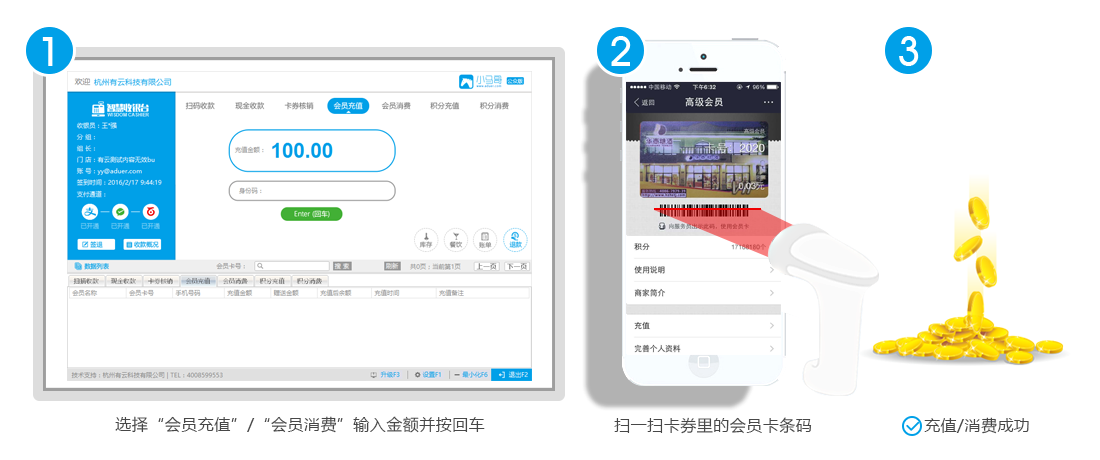 1
欢迎 杭州有云科技有限公司
小马哥
智慧收银台
WISDOM CASHIER
收银员：王*强
分 组：
组 长：
门 店：有云测试内容无效bu
账 号：yy@aduer.com
签到时间：2016/2/17 9:44:19
支付通道：
已开通 已开通 已开通
签退 收款概况
扫码收款 现金收款 卡券核销 会员充值 会员消费 积分充值 积分消费
充值金额： 100.00
身份码：
Enter (回车)
库存 餐饮 账单 退款
数据列表 会员卡号： 搜 索 刷新 共0页：当前第1页 上一页 下一页
扫码收款 现金收款 卡券核销 会员充值 会员消费 积分充值 积分消费
会员名称 会员卡号 手机号码 充值金额 赠送金额 充值后余额 充值时间 充值备注
技术支持：杭州有云科技有限公司 | TEL：4008599553 升级F3 设置F1 最小化F6 退出F2
选择“会员充值”/“会员消费”输入金额并按回车
2
中国移动 下午6:32 96%
返回 高级会员
高级会员
2020
0.03元
向服务员出示此码，使用会员卡
积分
使用说明
商家简介
充值
完善个人资料
扫一扫卡券里的会员卡条码
3
充值/消费成功